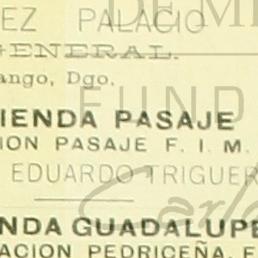 EZ PALACIO
GENERAL.
ango, Dgo.
IENDA PASAJE
ION PASAJE F. I. M.
EDUARDO TRIGUER
NDA GUADALUPE
ACION PEDRICEÑA, F